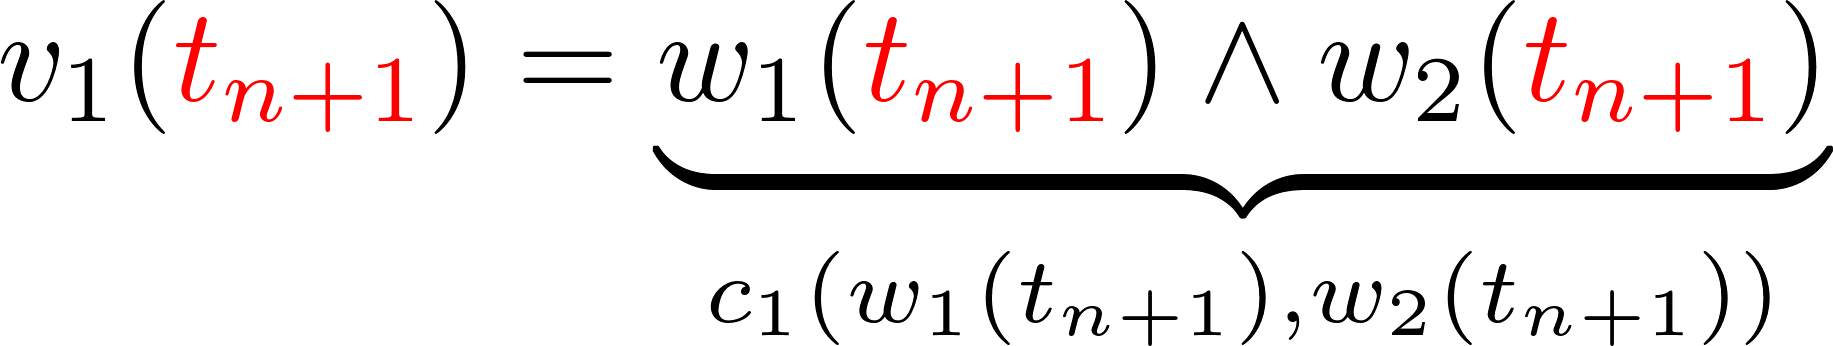 v₁(tₙ₊₁) = w₁(tₙ₊₁) ∧ w₂(tₙ₊₁)
c₁(w₁(tₙ₊₁),w₂(tₙ₊₁))